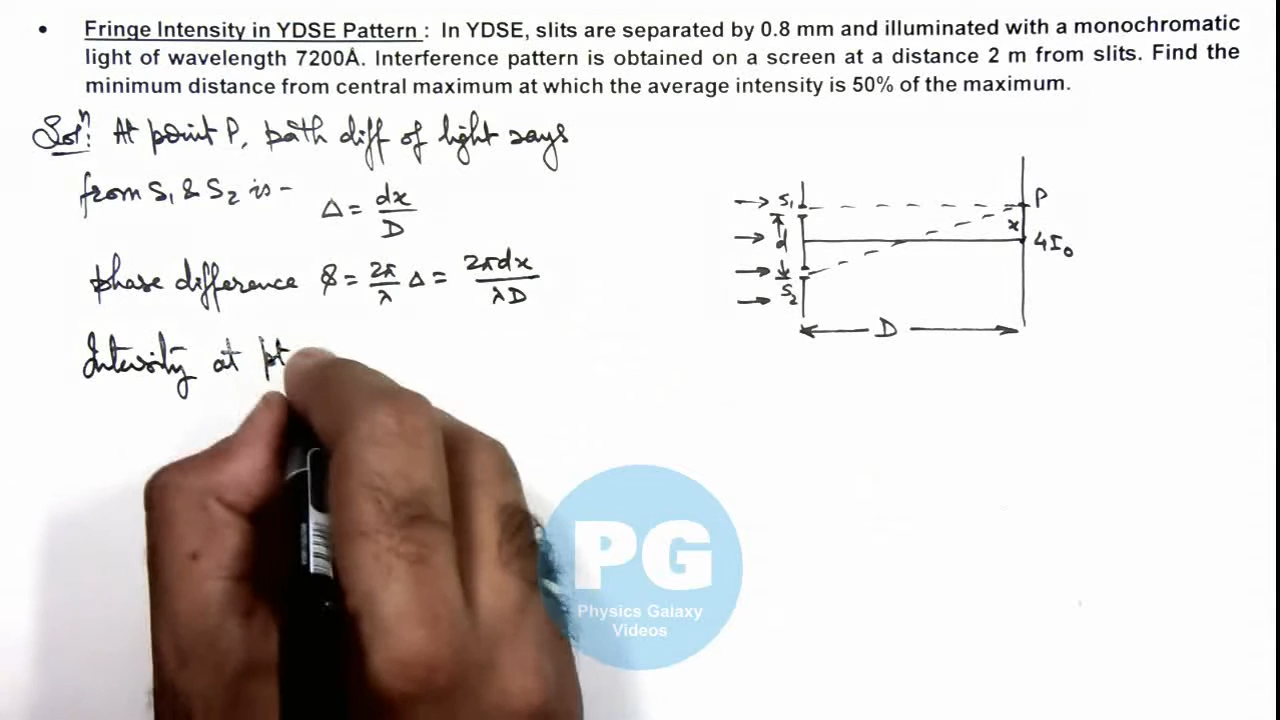 • Fringe Intensity in YDSE Pattern : In YDSE, slits are separated by 0.8 mm and illuminated with a monochromatic
light of wavelength 7200Å. Interference pattern is obtained on a screen at a distance 2 m from slits. Find the
minimum distance from central maximum at which the average intensity is 50% of the maximum.
Solⁿ: At point P, path diff of light rays
from S₁ & S₂ is -
Δ = dx/D
phase difference φ = 2π/λ Δ = 2πdx/λD
Intensity at pt
S₁
P
x
d
4I₀
S₂
D
PG
Physics Galaxy
Videos